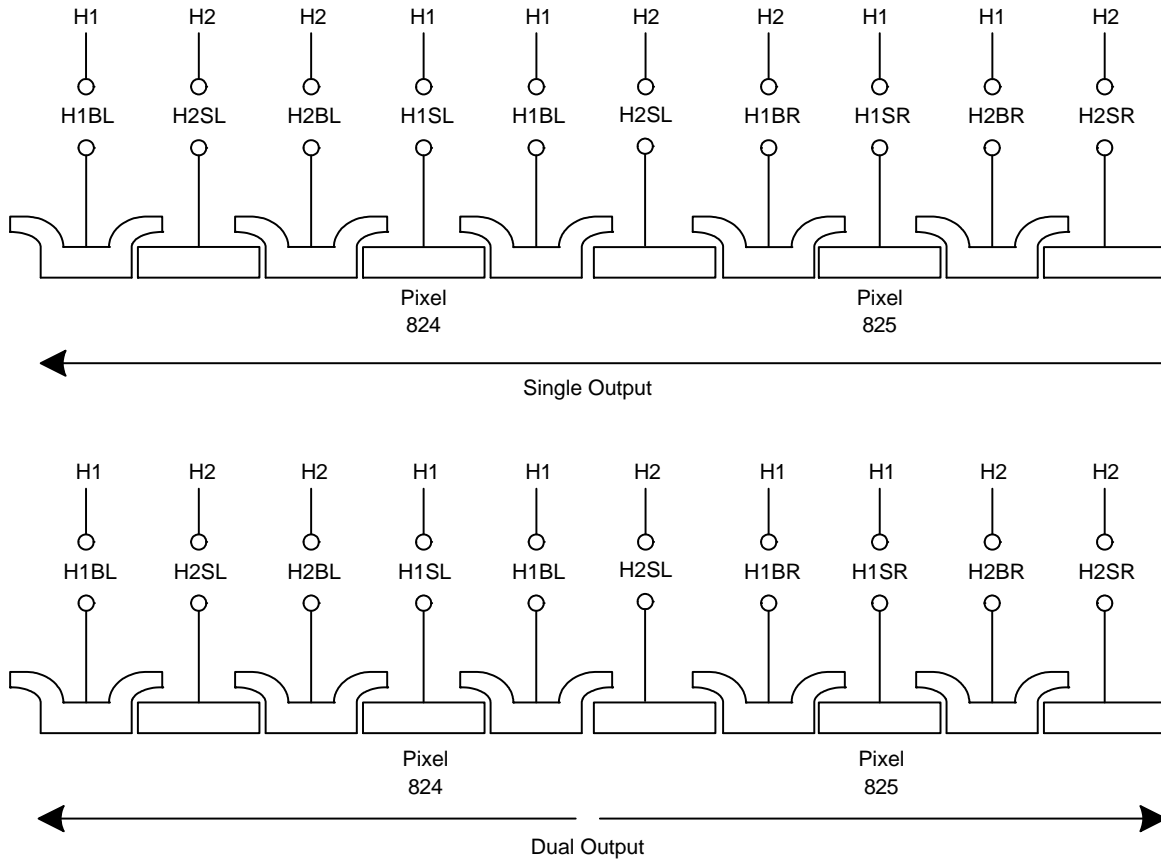 H1 H2 H2 H1 H1 H2 H2 H1 H1 H2
H1BL H2SL H2BL H1SL H1BL H2SL H1BR H1SR H2BR H2SR
Pixel Pixel
824 825
Single Output
H1 H2 H2 H1 H1 H2 H1 H1 H2 H2
H1BL H2SL H2BL H1SL H1BL H2SL H1BR H1SR H2BR H2SR
Pixel Pixel
824 825
Dual Output